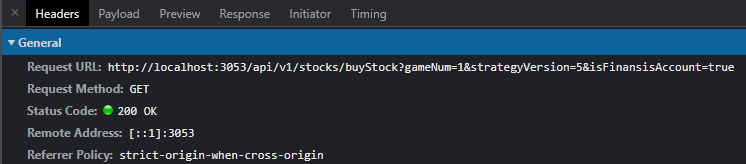 × Headers Payload Preview Response Initiator Timing
▼ General
Request URL: http://localhost:3053/api/v1/stocks/buyStock?gameNum=1&strategyVersion=5&isFinansisAccount=true
Request Method: GET
Status Code: 200 OK
Remote Address: [::1]:3053
Referrer Policy: strict-origin-when-cross-origin